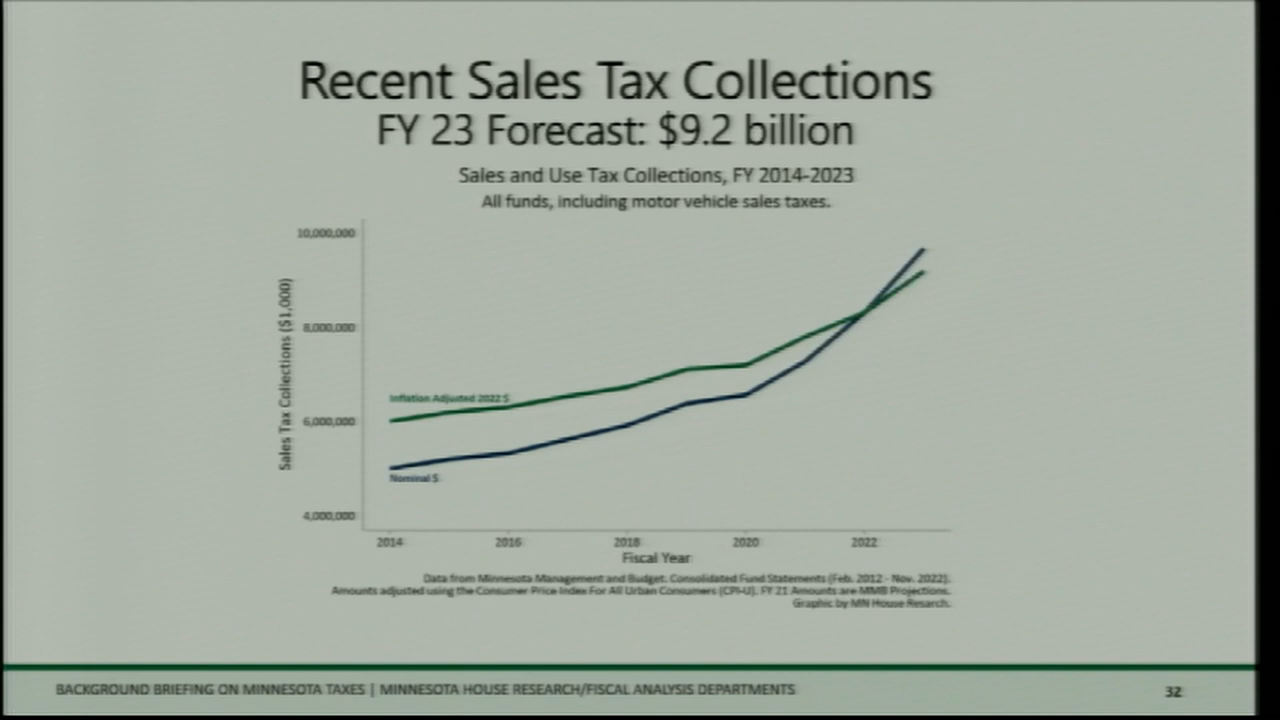 Recent Sales Tax Collections
FY 23 Forecast: $9.2 billion
Sales and Use Tax Collections, FY 2014-2023
All funds, including motor vehicle sales taxes.
Sales Tax Collections ($1,000)
10,000,000
8,000,000
6,000,000
4,000,000
Inflation Adjusted 2022 $
Nominal $
2014 2016 2018 2020 2022
Fiscal Year
Data from Minnesota Management and Budget. Consolidated Fund Statements (Feb. 2012 - Nov. 2022).
Amounts adjusted using the Consumer Price Index For All Urban Consumers (CPI-U). FY 21 Amounts are MMB Projections.
Graphic by MN House Resarch.
BACKGROUND BRIEFING ON MINNESOTA TAXES | MINNESOTA HOUSE RESEARCH/FISCAL ANALYSIS DEPARTMENTS
32